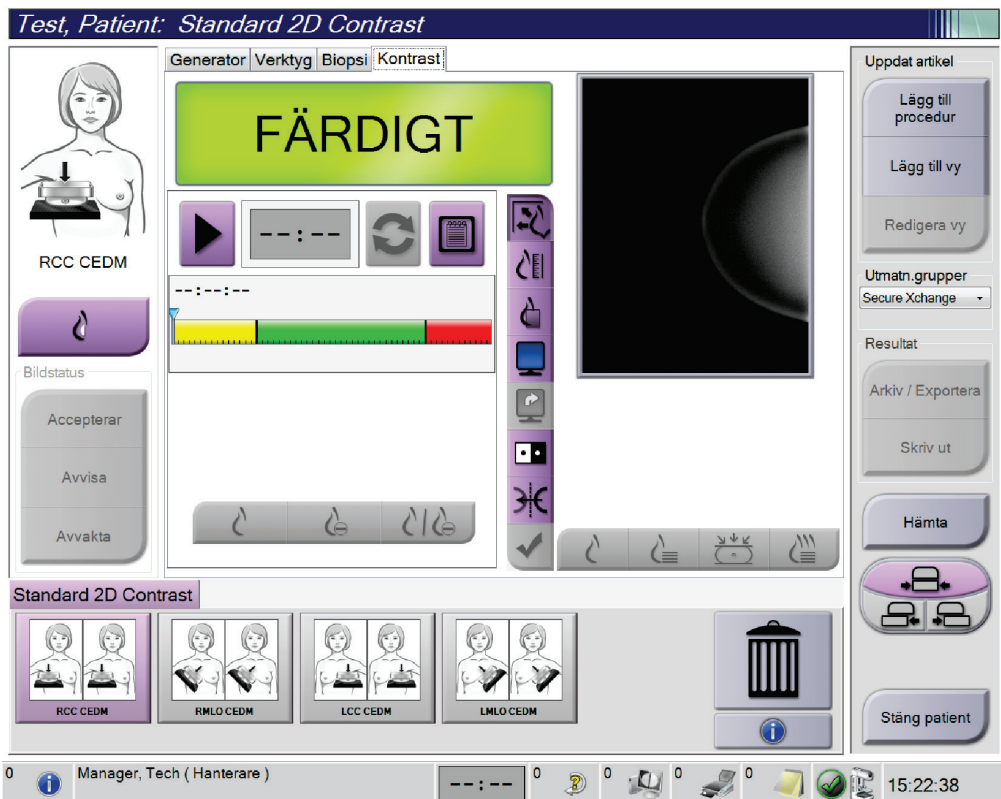 Test, Patient: Standard 2D Contrast
Generator Verktyg Biopsi Kontrast
FÄRDIGT
--:--
--:--:--
RCC CEDM
Bildstatus
Accepterar
Avvisa
Avvakta
Uppdat artikel
Lägg till
procedur
Lägg till vy
Redigera vy
Utmatn.grupper
Secure Xchange
Resultat
Arkiv / Exportera
Skriv ut
Hämta
Stäng patient
Standard 2D Contrast
RCC CEDM
RMLO CEDM
LCC CEDM
LMLO CEDM
0 Manager, Tech ( Hanterare ) --:-- 0 0 0 0 15:22:38